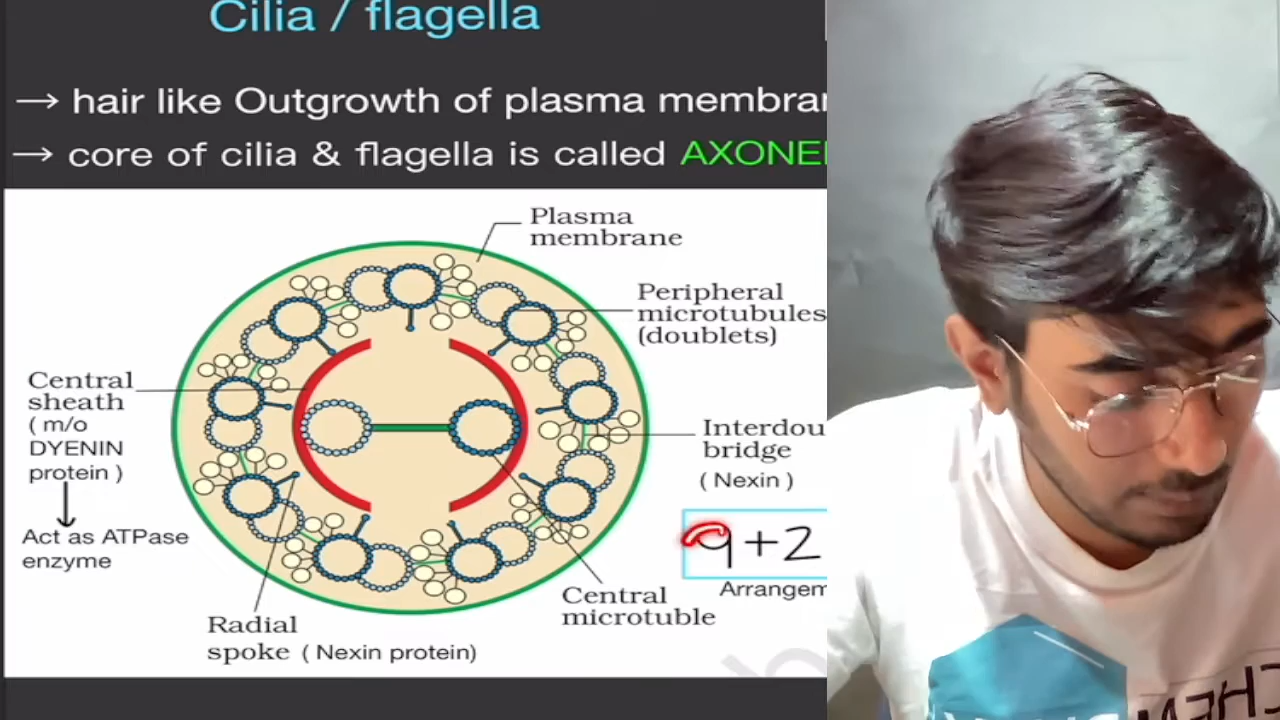 Cilia / flagella
→ hair like Outgrowth of plasma membra
→ core of cilia & flagella is called AXONE
Plasma
membrane
Peripheral
microtubules
(doublets)
Central
sheath
( m/o
DYENIN
protein )
Act as ATPase
enzyme
Interdou
bridge
( Nexin )
9+2
Arrangem
Central
microtuble
Radial
spoke ( Nexin protein)